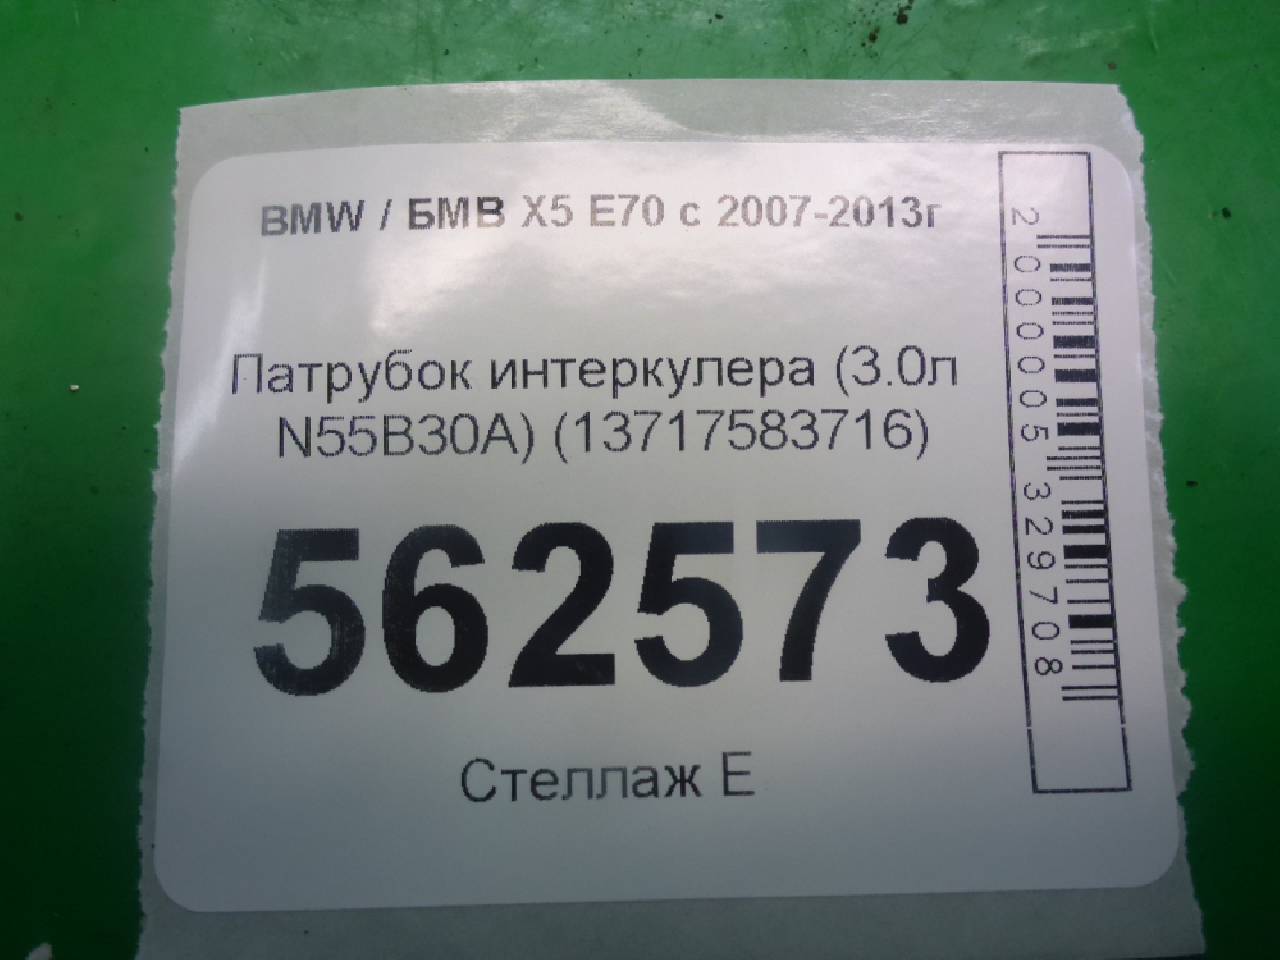 BMW / БМВ X5 E70 с 2007-2013г
Патрубок интеркулера (3.0л
N55B30A) (13717583716)
562573
Стеллаж E
2000005329708